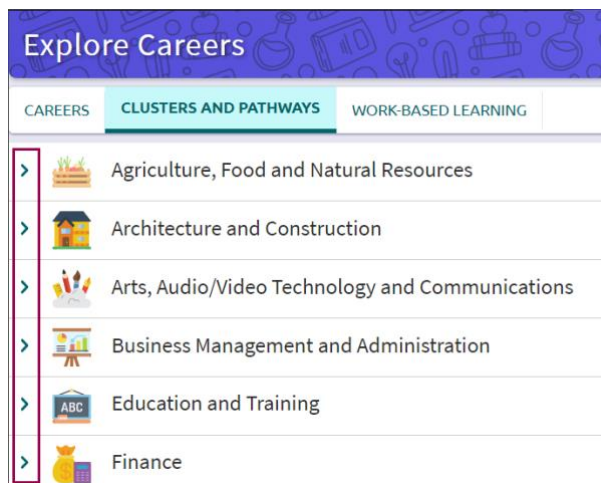 Explore Careers
CAREERS CLUSTERS AND PATHWAYS WORK-BASED LEARNING
Agriculture, Food and Natural Resources
Architecture and Construction
Arts, Audio/Video Technology and Communications
Business Management and Administration
ABC Education and Training
Finance